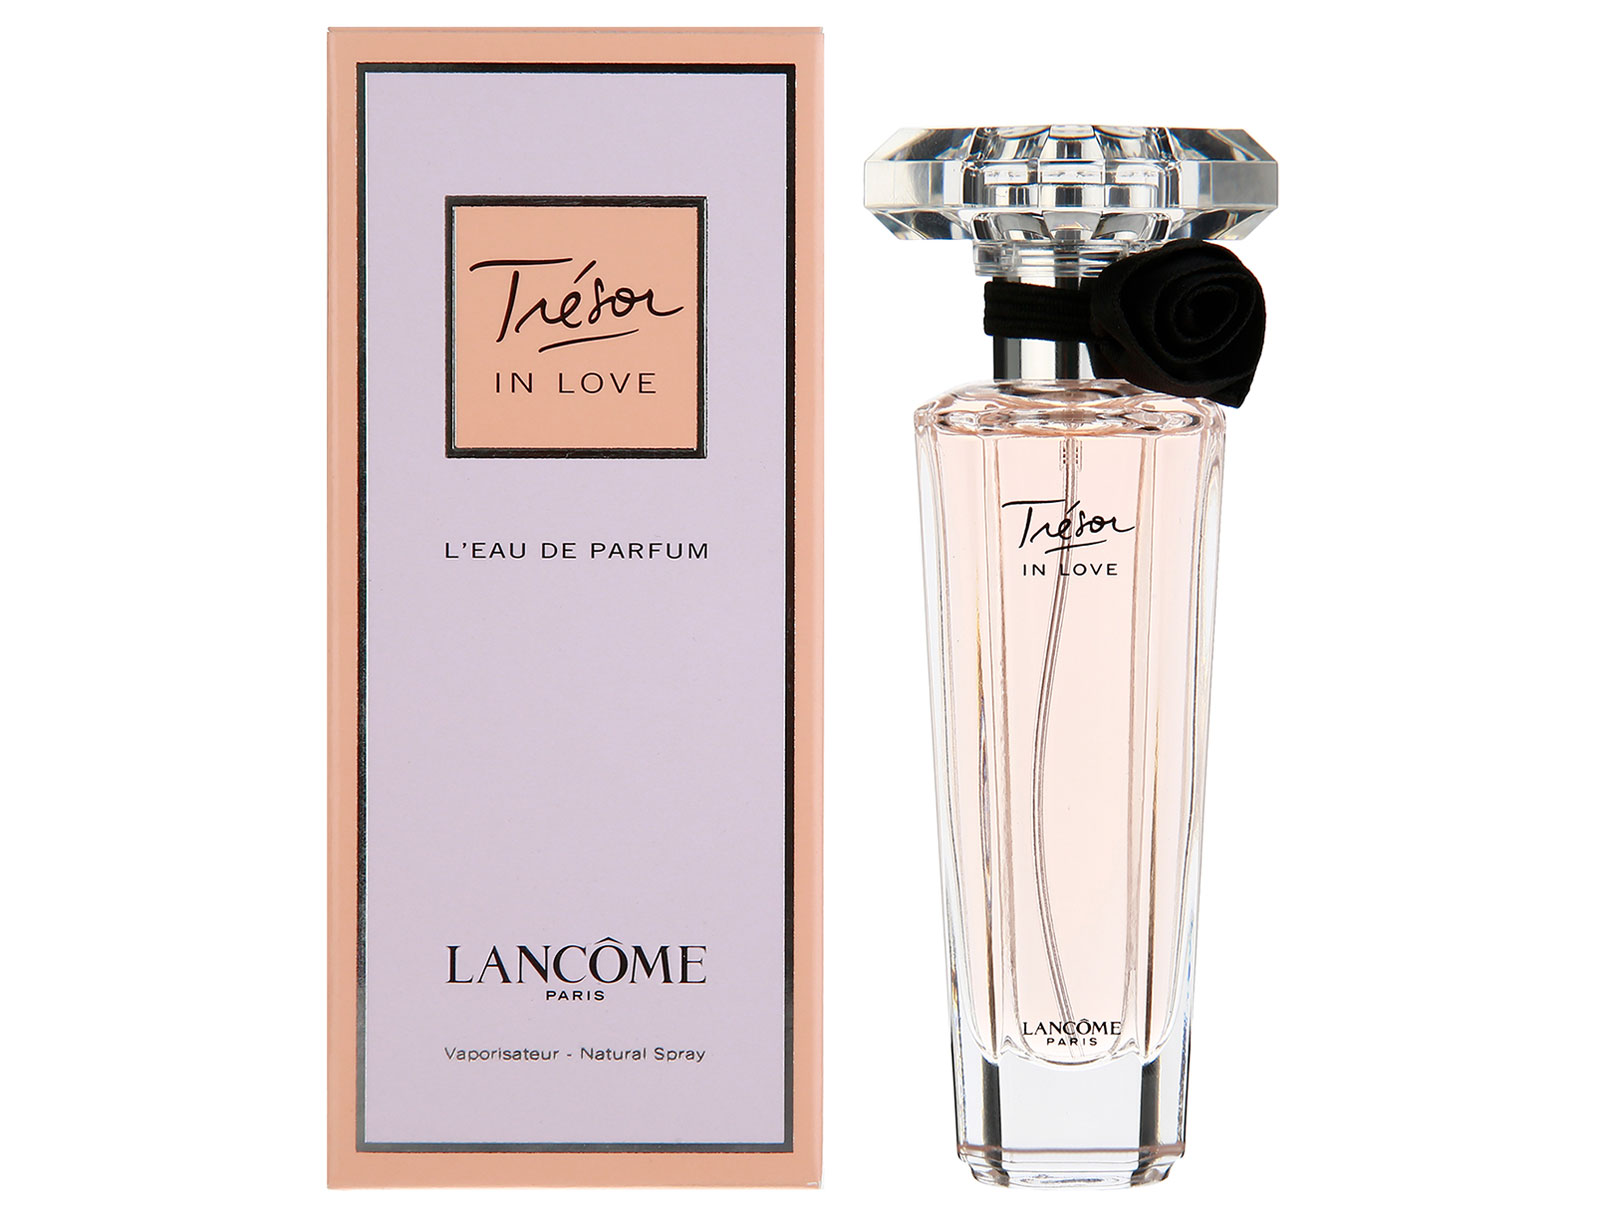 Trésor
IN LOVE
L'EAU DE PARFUM
LANCÔME
PARIS
Vaporisateur - Natural Spray
Trésor
IN LOVE
LANCÔME
PARIS